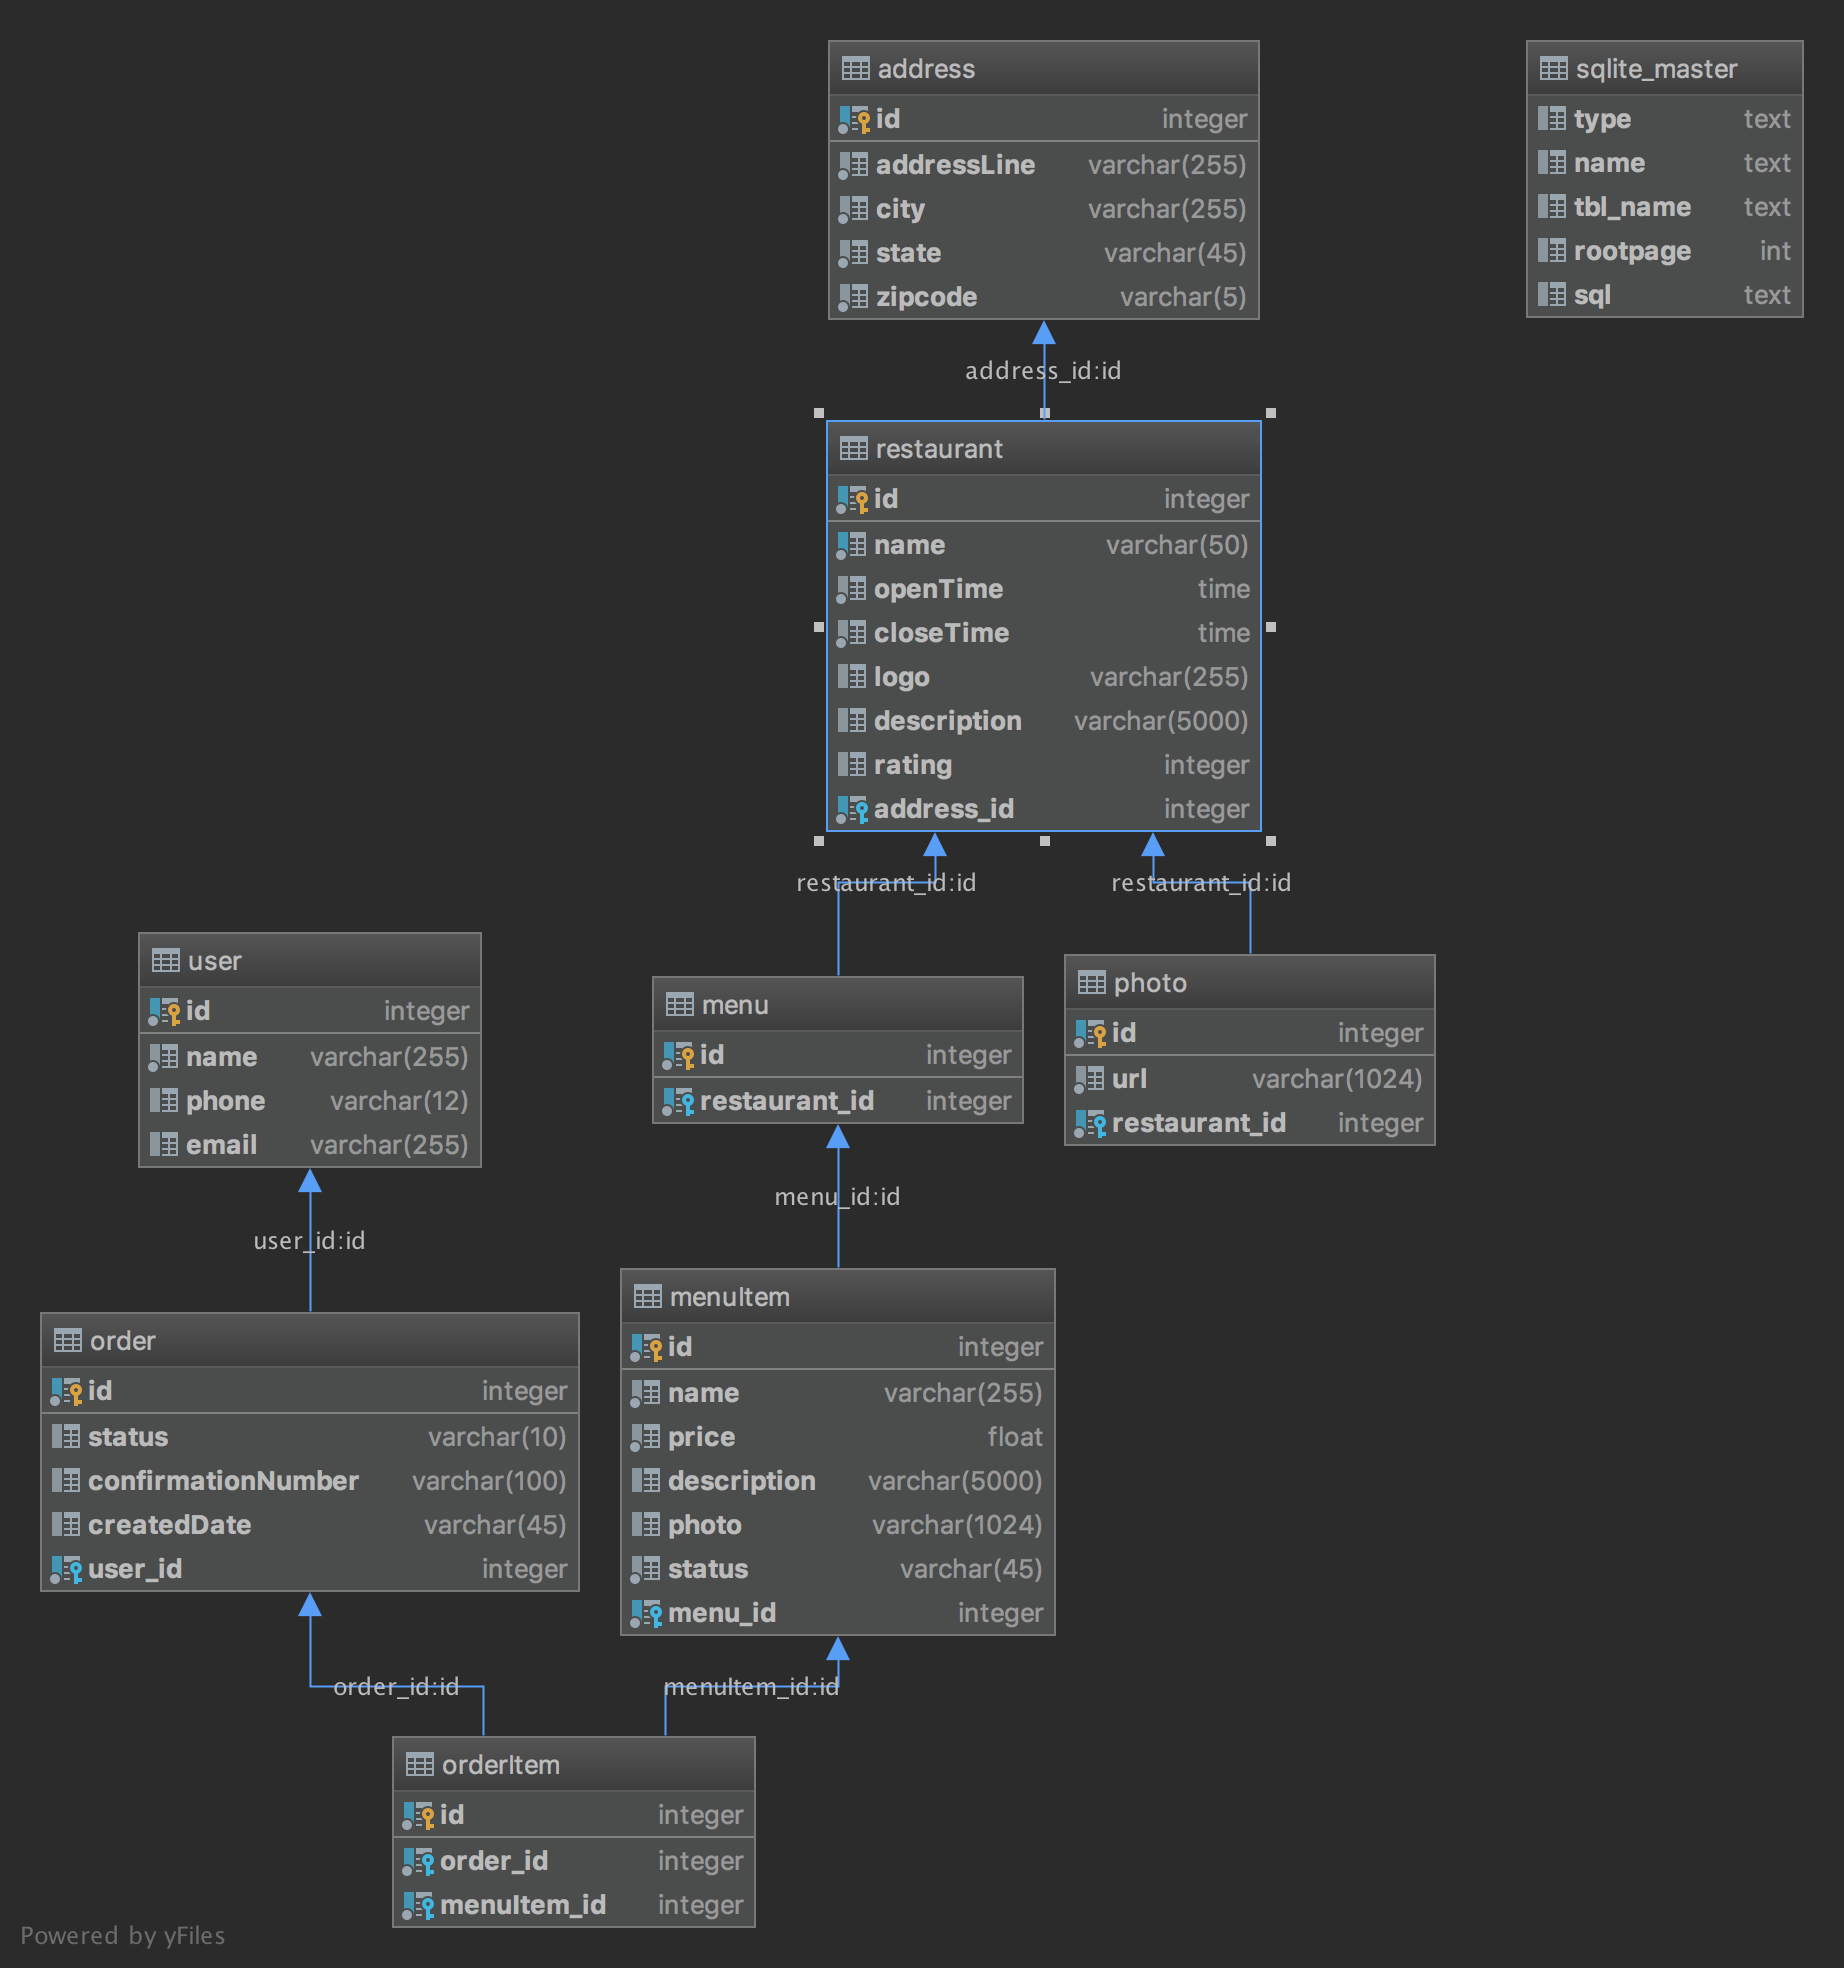 address
id integer
addressLine varchar(255)
city varchar(255)
state varchar(45)
zipcode varchar(5)
sqlite_master
type text
name text
tbl_name text
rootpage int
sql text
address_id:id
restaurant
id integer
name varchar(50)
openTime time
closeTime time
logo varchar(255)
description varchar(5000)
rating integer
address_id integer
restaurant_id:id
restaurant_id:id
user
id integer
name varchar(255)
phone varchar(12)
email varchar(255)
menu
id integer
restaurant_id integer
photo
id integer
url varchar(1024)
restaurant_id integer
user_id:id
menu_id:id
order
id integer
status varchar(10)
confirmationNumber varchar(100)
createdDate varchar(45)
user_id integer
menuItem
id integer
name varchar(255)
price float
description varchar(5000)
photo varchar(1024)
status varchar(45)
menu_id integer
order_id:id
menuItem_id:id
orderItem
id integer
order_id integer
menuItem_id integer
Powered by yFiles